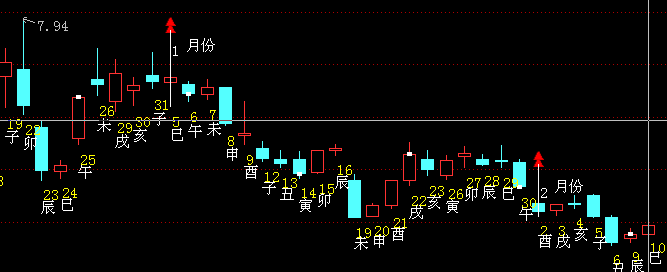 7.94
1 月份
19 子
22 卯
23 辰
24 巳
25 午
26 未
29 戌
30 亥
31 子
5 巳
6 午
7 未
8 申
9 酉
12 子
13 丑
14 寅
15 卯
16 辰
19 未
20 申
21 酉
22 戌
23 亥
26 寅
27 卯
28 辰
29 巳
30 午
2 月份
2 酉
3 戌
4 亥
5 子
6 丑
9 辰
10 巳